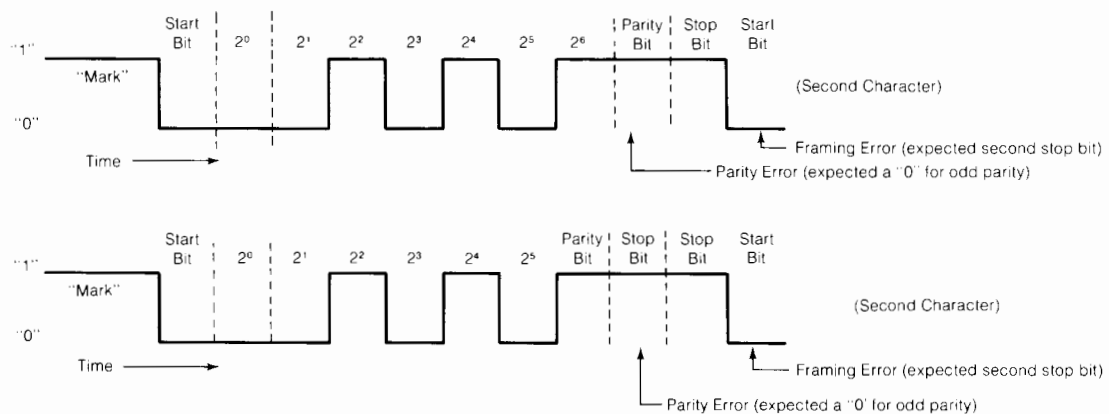 Start Bit 2⁰ 2¹ 2² 2³ 2⁴ 2⁵ 2⁶ Parity Bit Stop Bit Start Bit
"1"
"Mark"
(Second Character)
"0"
Time
Framing Error (expected second stop bit)
Parity Error (expected a "0" for odd parity)
Start Bit 2⁰ 2¹ 2² 2³ 2⁴ 2⁵ Parity Bit Stop Bit Stop Bit Start Bit
"1"
"Mark"
(Second Character)
"0"
Time
Framing Error (expected second stop bit)
Parity Error (expected a "0' for odd parity)